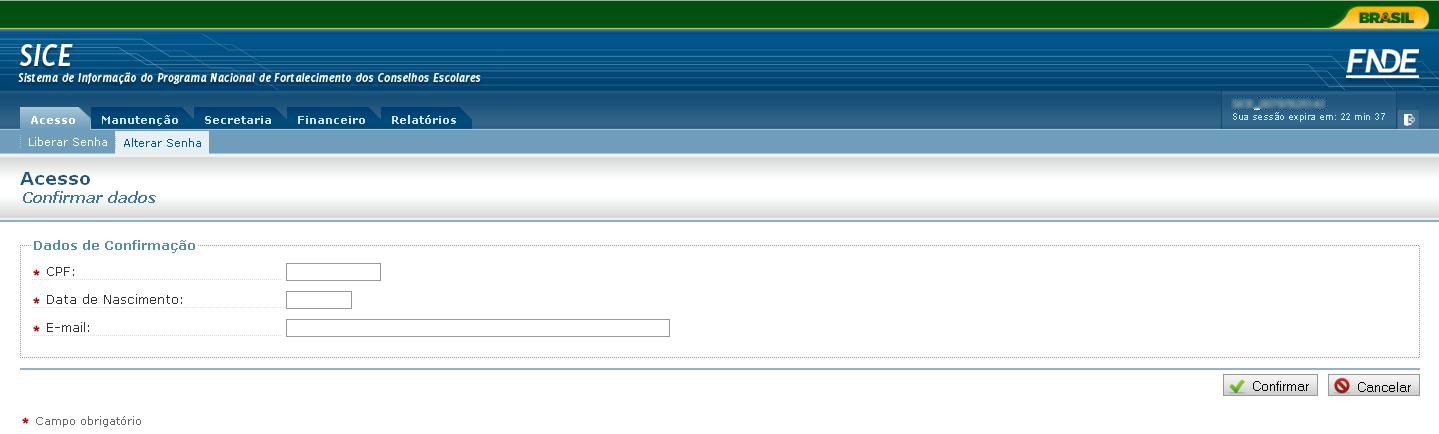 BRASIL
SICE
Sistema de Informação do Programa Nacional de Fortalecimento dos Conselhos Escolares
FNDE
Acesso Manutenção Secretaria Financeiro Relatórios
Sua sessão expira em: 22 min 37
Liberar Senha Alterar Senha
Acesso
Confirmar dados
Dados de Confirmação
* CPF:
* Data de Nascimento:
* E-mail:
Confirmar Cancelar
* Campo obrigatório